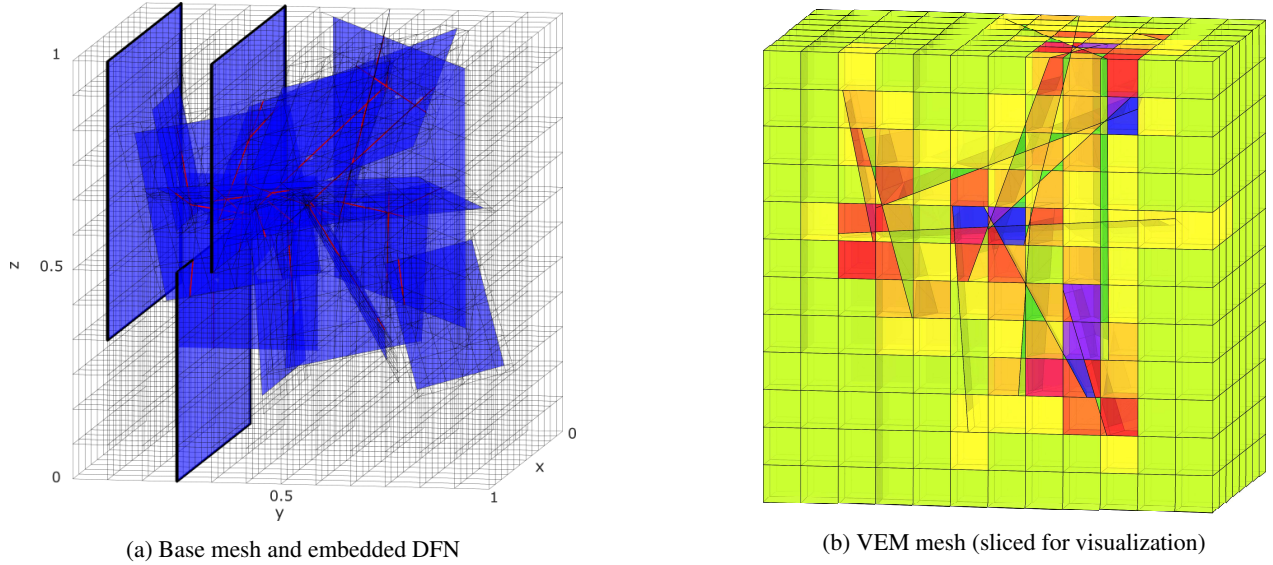 1
z
0.5
0
0
x
0.5
1
y
(a) Base mesh and embedded DFN
(b) VEM mesh (sliced for visualization)